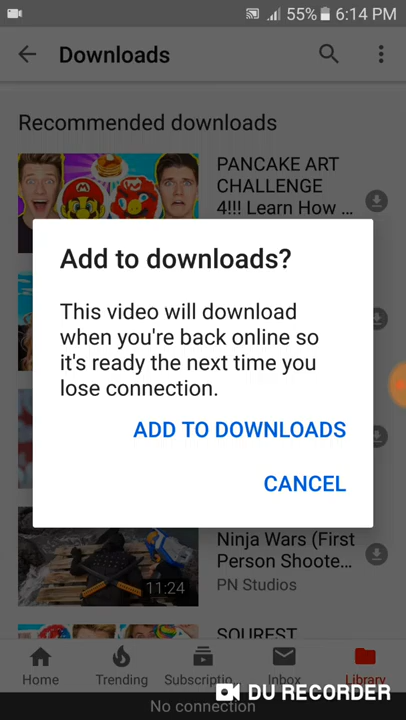 55% 6:14 PM
Downloads
Recommended downloads
PANCAKE ART
CHALLENGE
4!!! Learn How ...
Add to downloads?
This video will download
when you're back online so
it's ready the next time you
lose connection.
ADD TO DOWNLOADS
CANCEL
Ninja Wars (First
Person Shoote...
PN Studios
11:24
SOUREST
Home
Trending
Subscriptio...
Inbox
Library
DU RECORDER
No connection